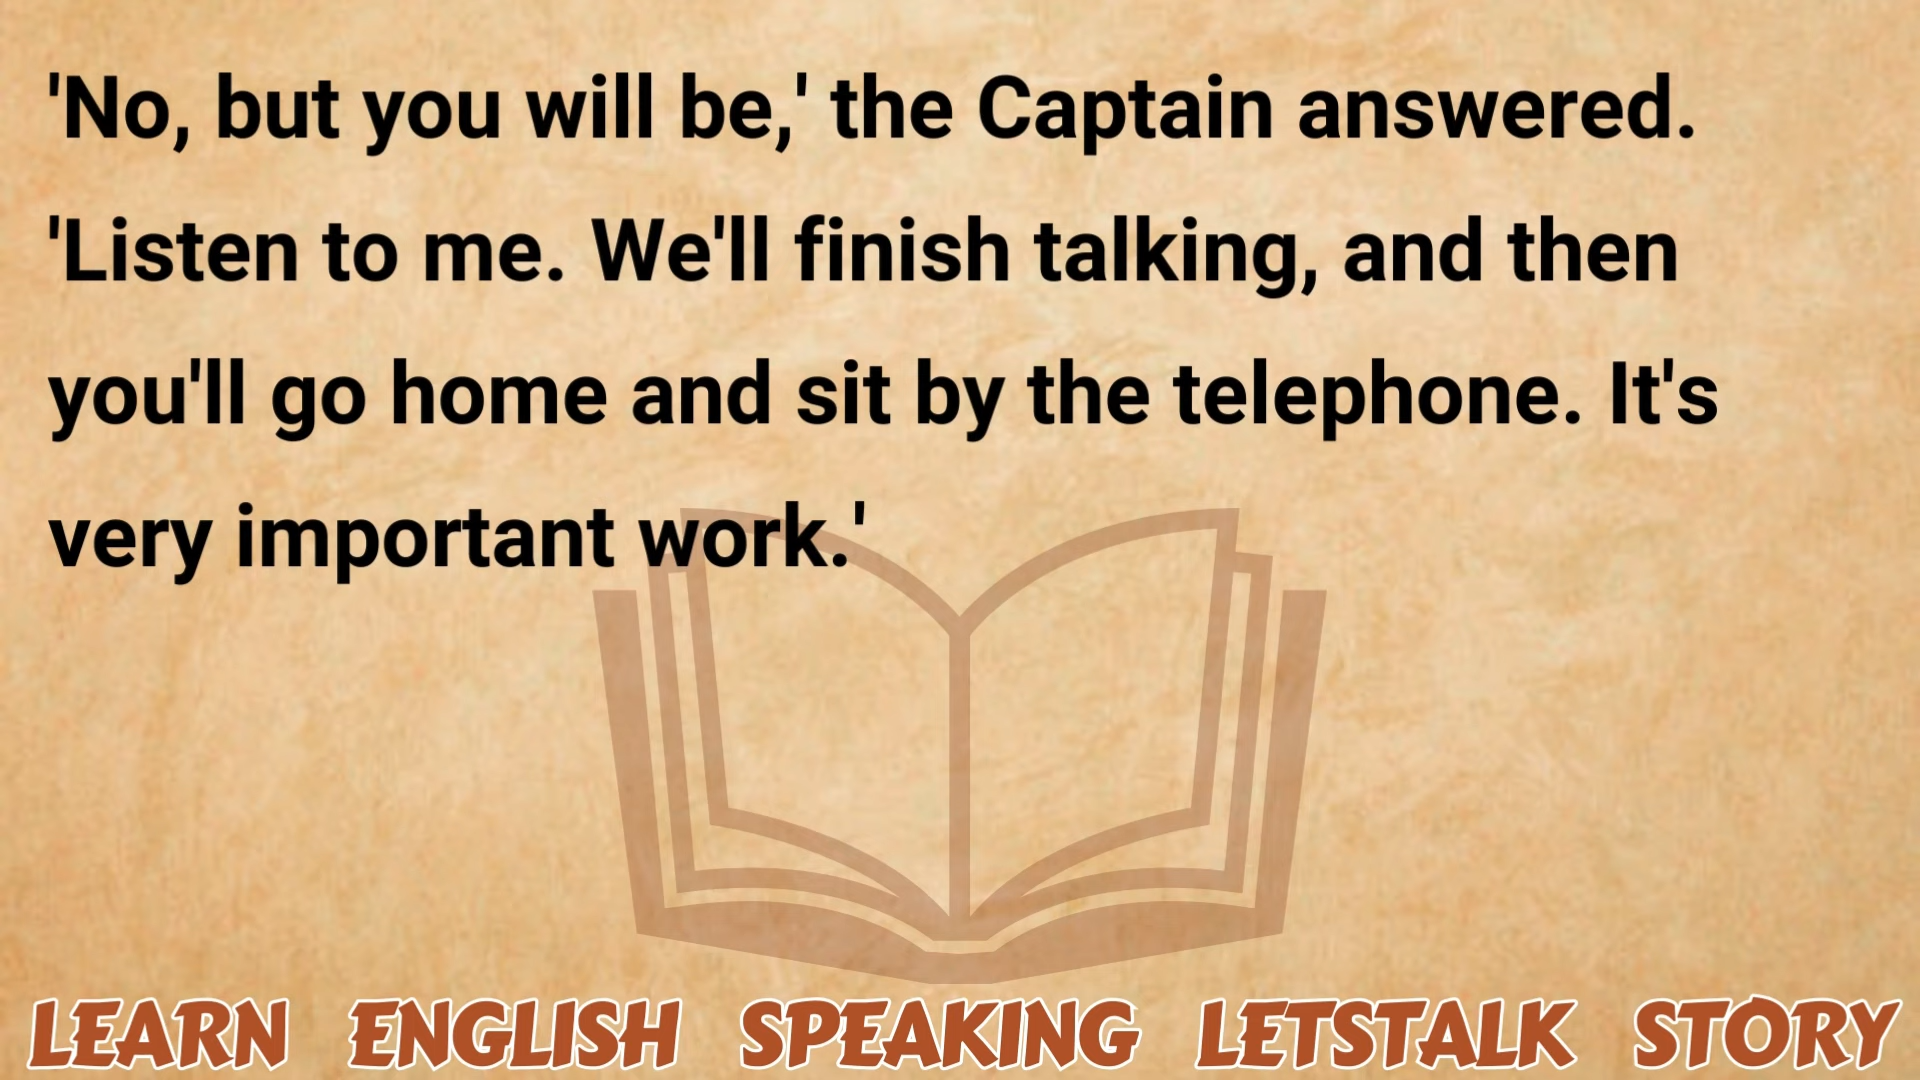 'No, but you will be,' the Captain answered.
'Listen to me. We'll finish talking, and then
you'll go home and sit by the telephone. It's
very important work.'
LEARN ENGLISH SPEAKING LETSTALK STORY